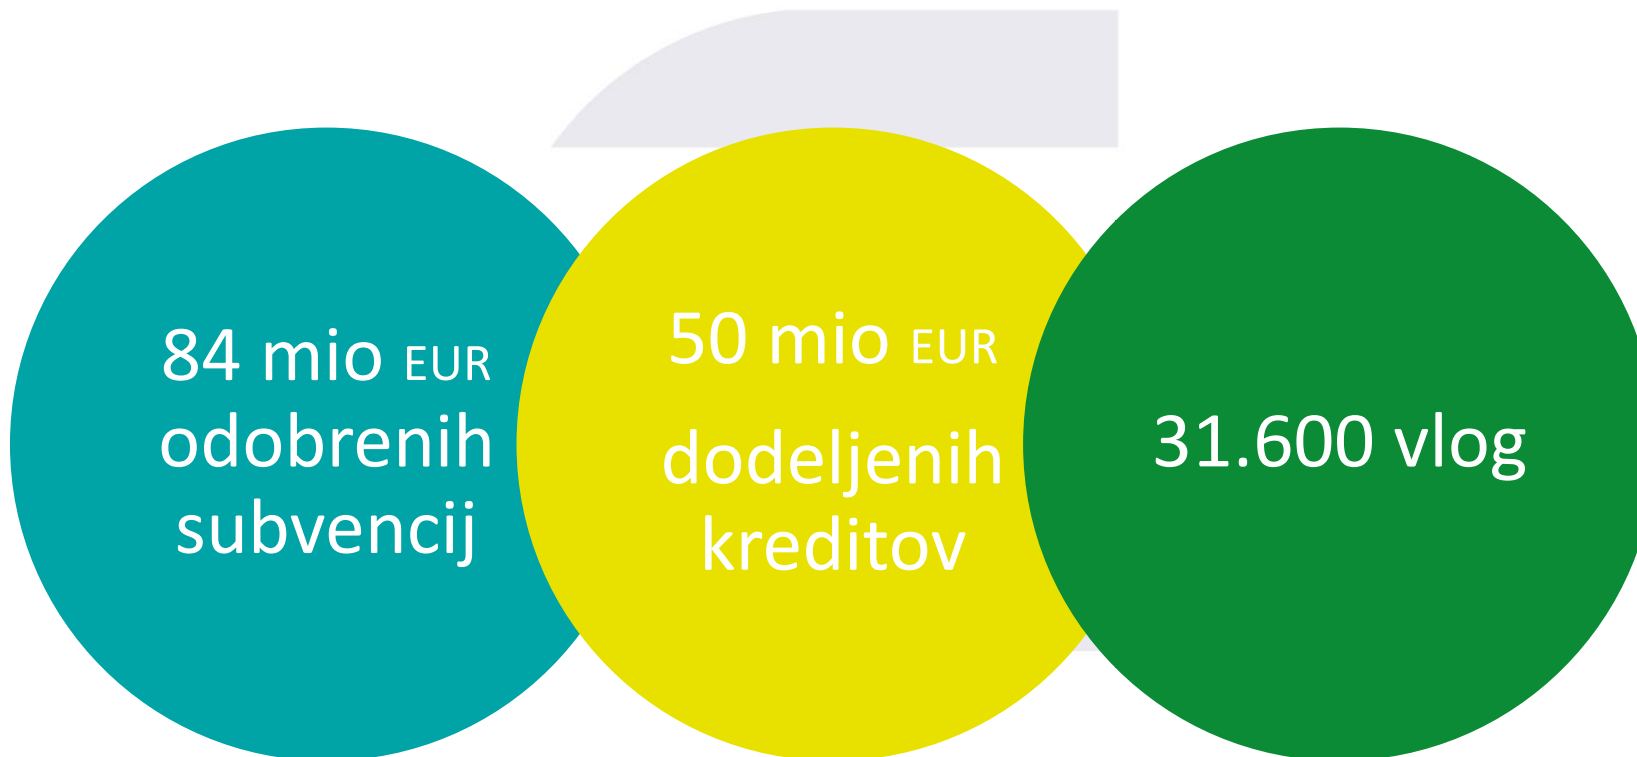 84 mio EUR
odobrenih
subvencij
50 mio EUR
dodeljenih
kreditov
31.600 vlog